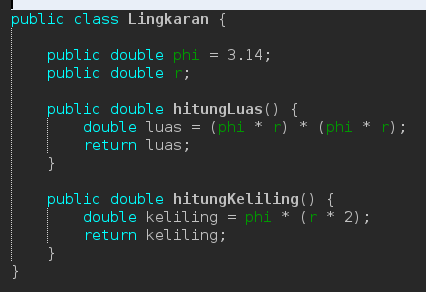 public class Lingkaran {
public double phi = 3.14;
public double r;
public double hitungLuas() {
double luas = (phi * r) * (phi * r);
return luas;
}
public double hitungKeliling() {
double keliling = phi * (r * 2);
return keliling;
}
}